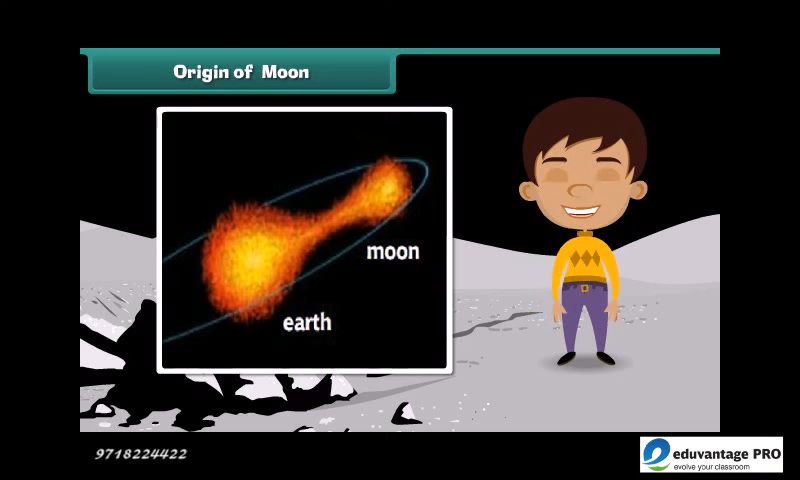 Origin of Moon
moon
earth
9718224422
eduvantage PRO
evolve your classroom